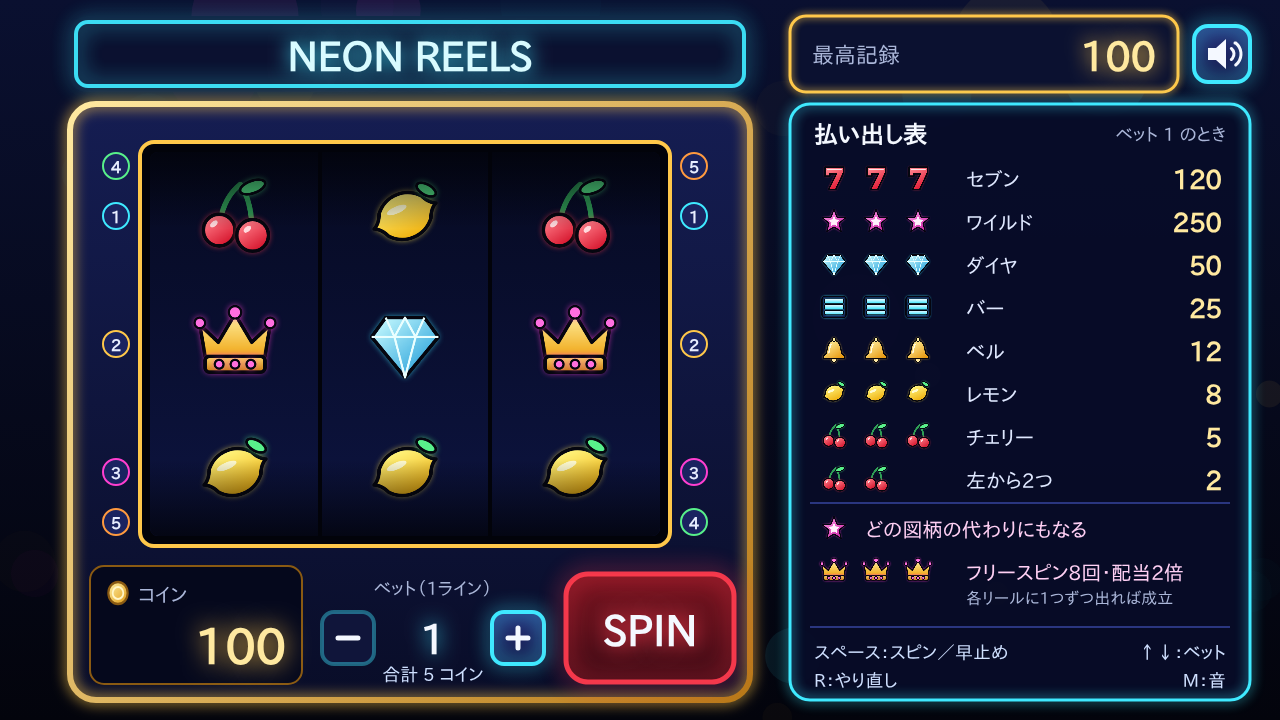 NEON REELS
最高記録 100
払い出し表 ベット 1 のとき
4 5
1 1
2 2
3 3
5 4
7 7 7 セブン 120
ワイルド 250
ダイヤ 50
バー 25
ベル 12
レモン 8
チェリー 5
左から2つ 2
どの図柄の代わりにもなる
フリースピン8回・配当2倍
各リールに1つずつ出れば成立
コイン
100
ベット(1ライン)
− 1 +
合計 5 コイン
SPIN
スペース:スピン／早止め ↑ ↓:ベット
R:やり直し M:音